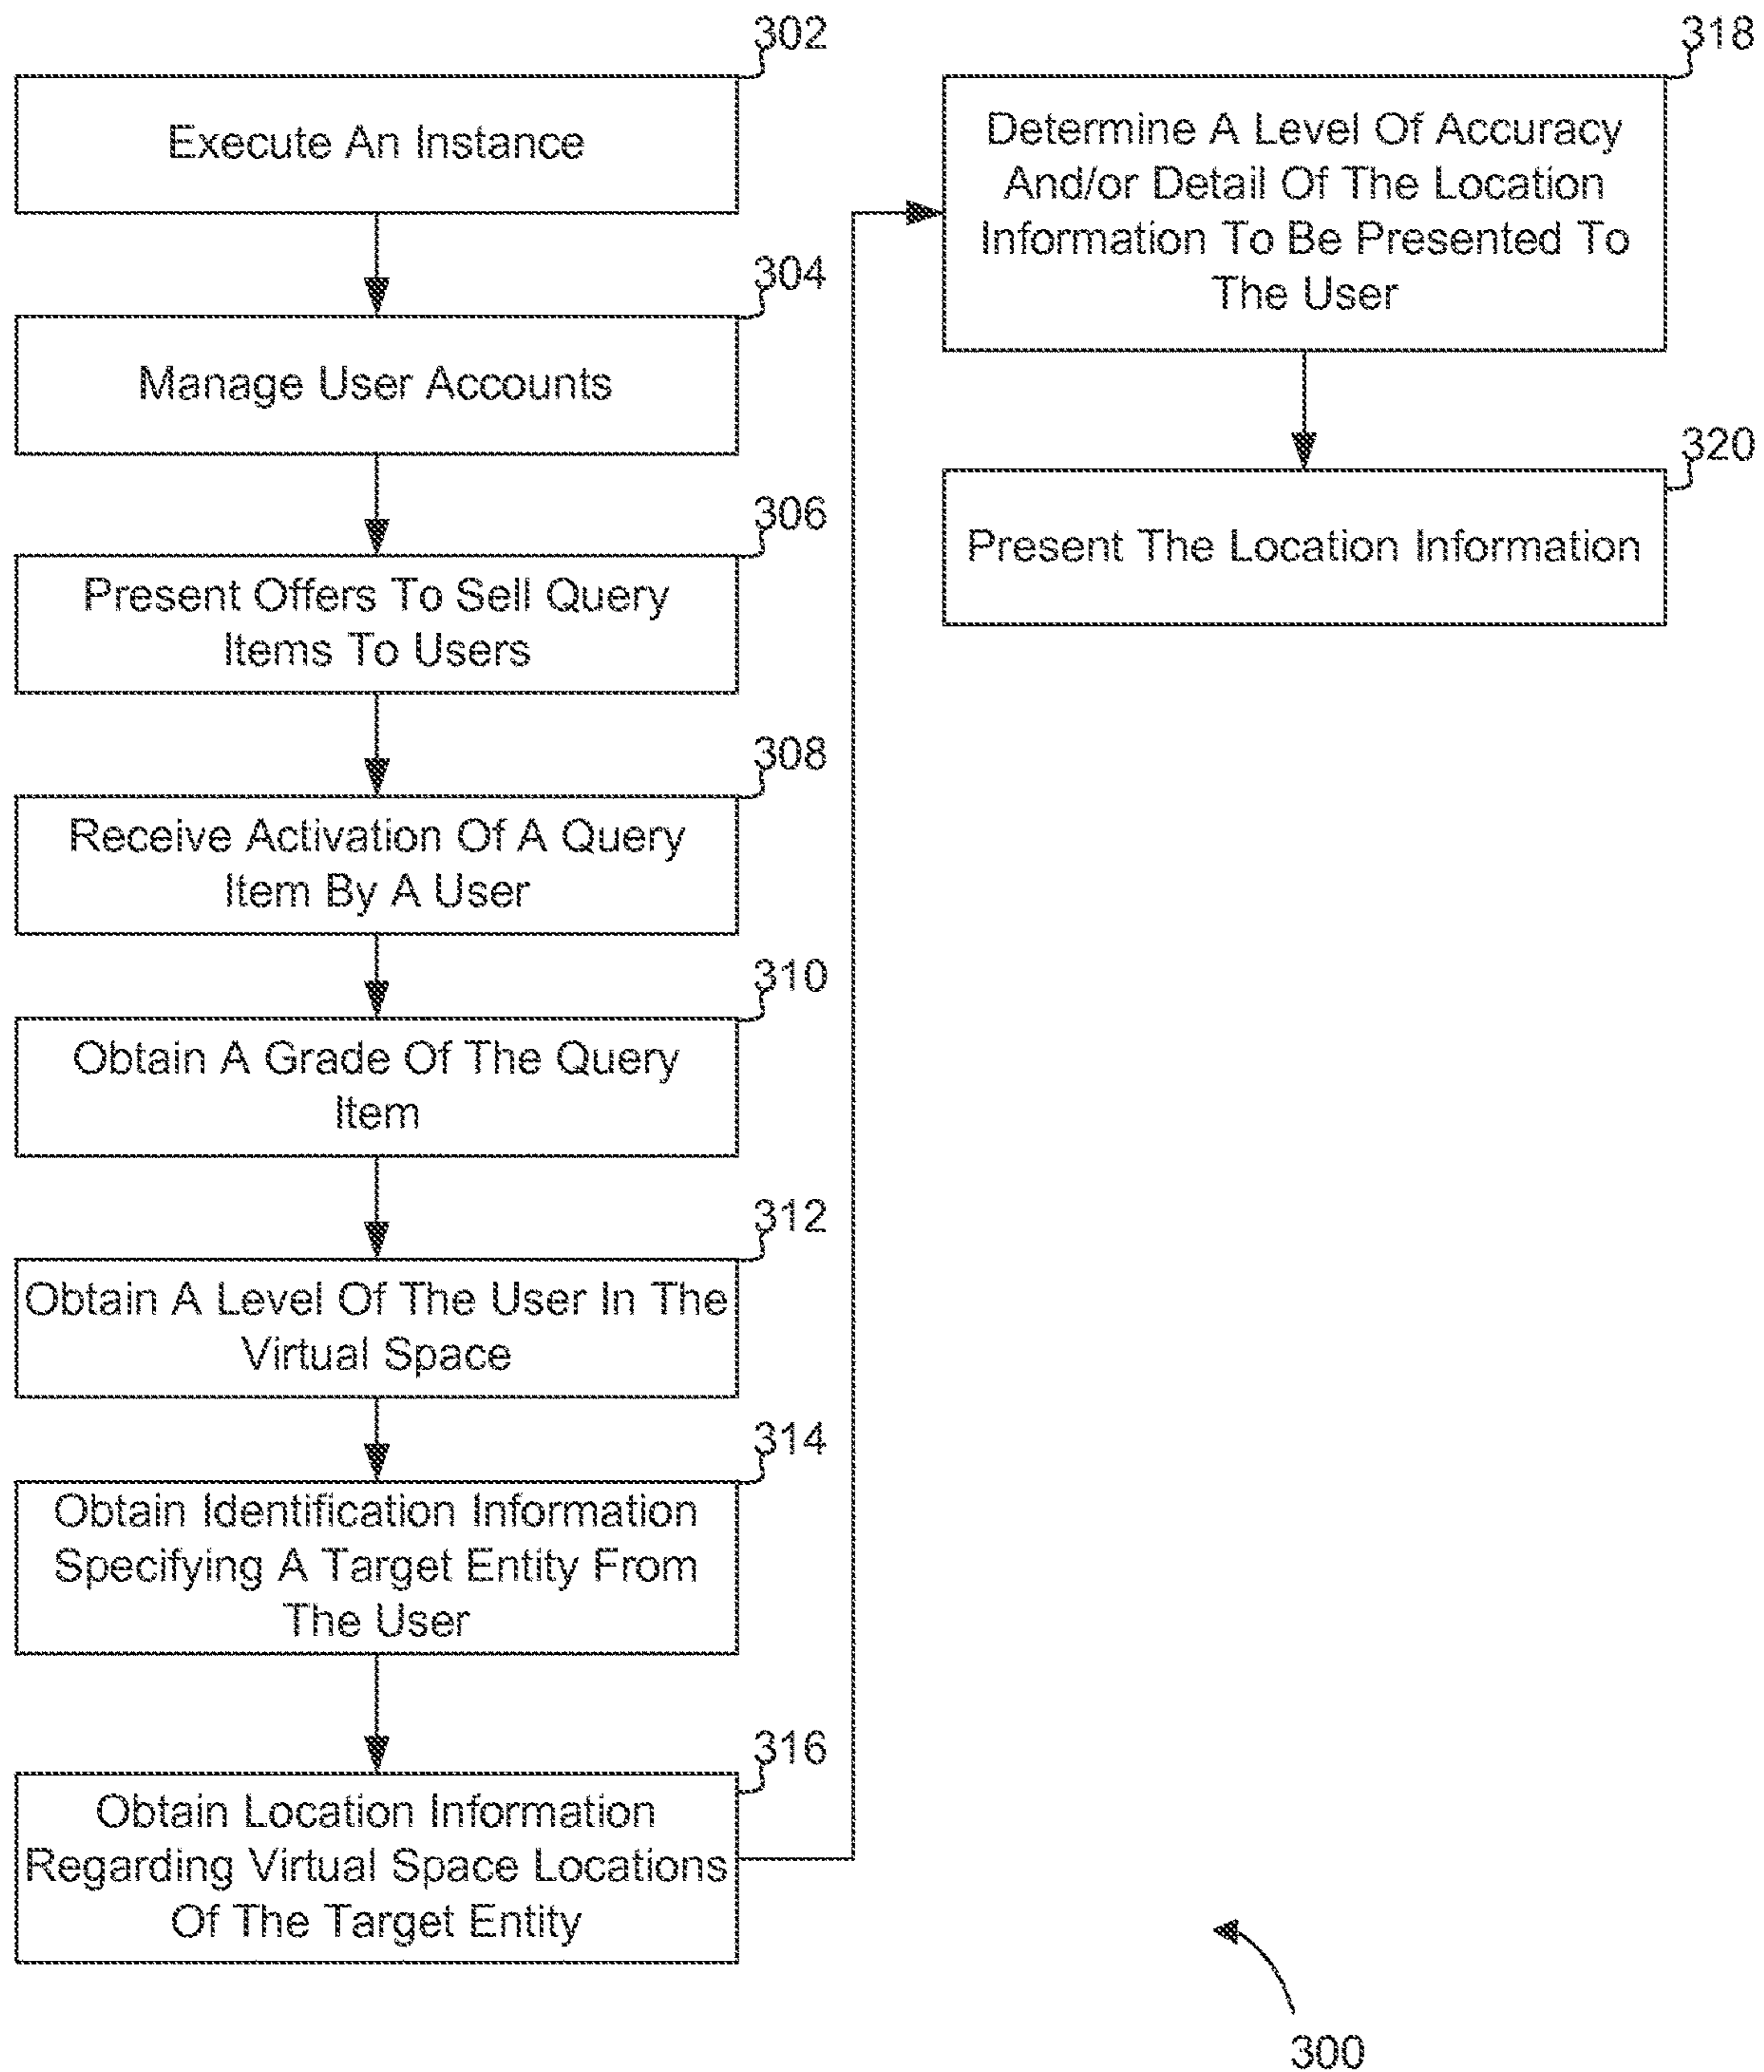 302
Execute An Instance
304
Manage User Accounts
306
Present Offers To Sell Query
Items To Users
308
Receive Activation Of A Query
Item By A User
310
Obtain A Grade Of The Query
Item
312
Obtain A Level Of The User In The
Virtual Space
314
Obtain Identification Information
Specifying A Target Entity From
The User
316
Obtain Location Information
Regarding Virtual Space Locations
Of The Target Entity
318
Determine A Level Of Accuracy
And/or Detail Of The Location
Information To Be Presented To
The User
320
Present The Location Information
300